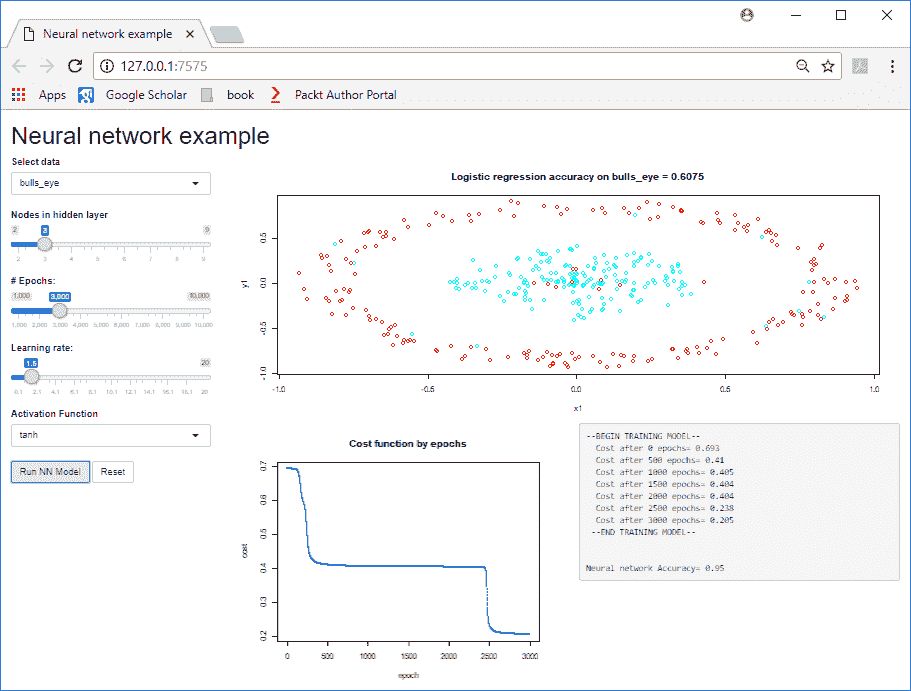 Neural network example
127.0.0.1:7575
Apps Google Scholar book Packt Author Portal
Neural network example
Select data
bulls_eye
Nodes in hidden layer
2 3 9
2 3 4 5 6 7 8 9
# Epochs:
1,000 3,000 10,000
1,000 2,000 3,000 4,000 5,000 6,000 7,000 8,000 9,000 10,000
Learning rate:
1.5 20
0.1 2.1 4.1 6.1 8.1 10.1 12.1 14.1 16.1 20
Activation Function
tanh
Run NN Model Reset
Logistic regression accuracy on bulls_eye = 0.6075
y1
0.5
0.0
-0.5
-1.0
-1.0 -0.5 0.0 0.5 1.0
x1
Cost function by epochs
cost
0.7
0.6
0.5
0.4
0.3
0.2
0 500 1000 1500 2000 2500 3000
epoch
--BEGIN TRAINING MODEL--
Cost after 0 epochs= 0.693
Cost after 500 epochs= 0.41
Cost after 1000 epochs= 0.405
Cost after 1500 epochs= 0.404
Cost after 2000 epochs= 0.404
Cost after 2500 epochs= 0.238
Cost after 3000 epochs= 0.205
--END TRAINING MODEL--
Neural network Accuracy= 0.95